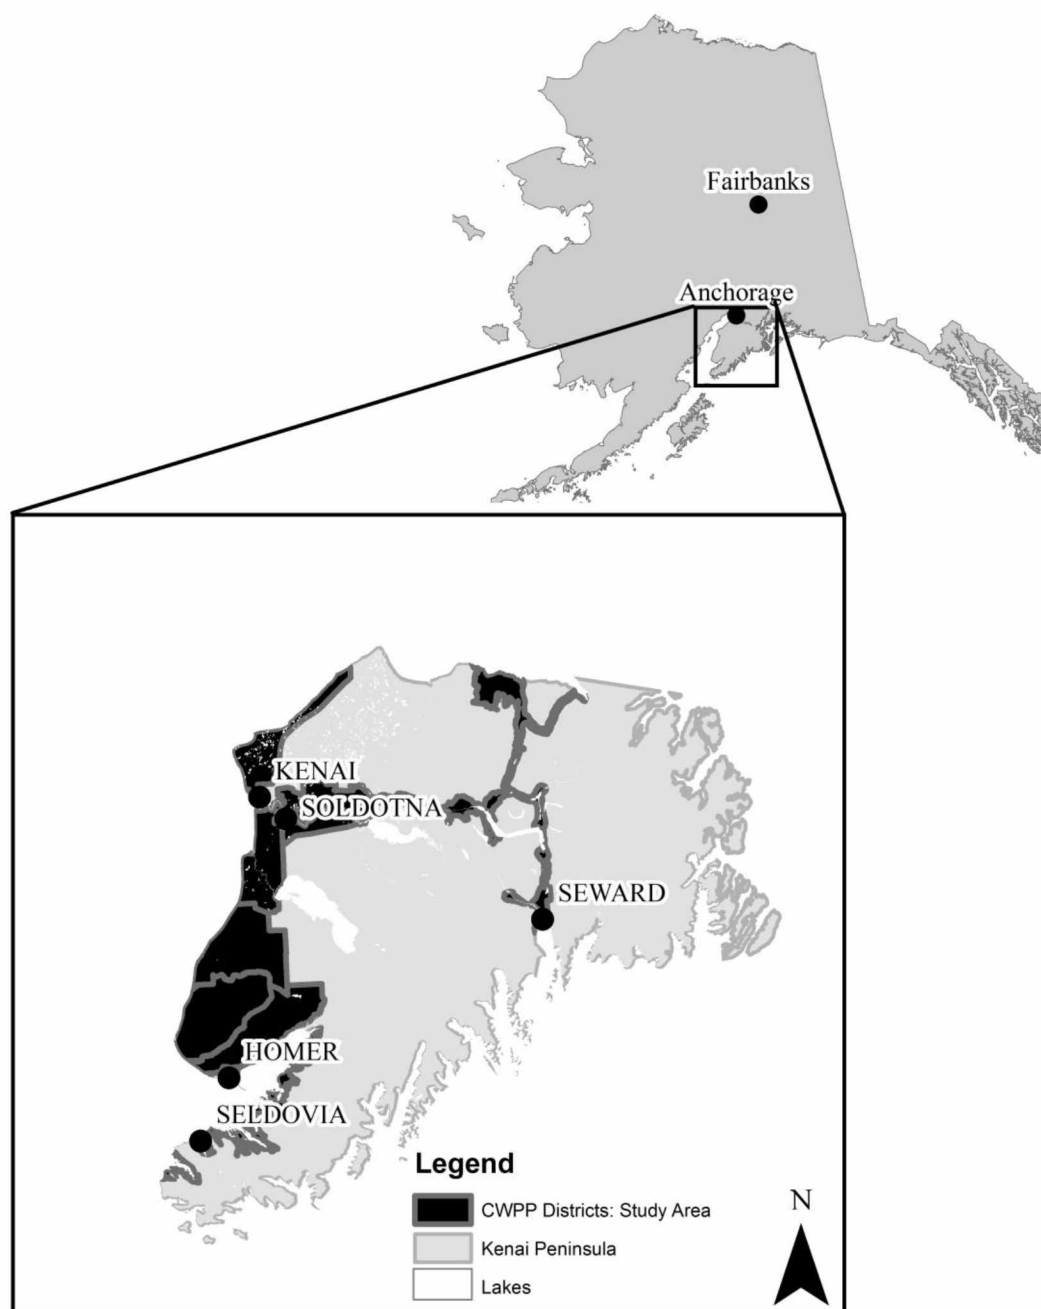 Fairbanks
Anchorage
KENAI
SOLDOTNA
SEWARD
HOMER
SELDOVIA
Legend
CWPP Districts: Study Area
Kenai Peninsula
Lakes
N